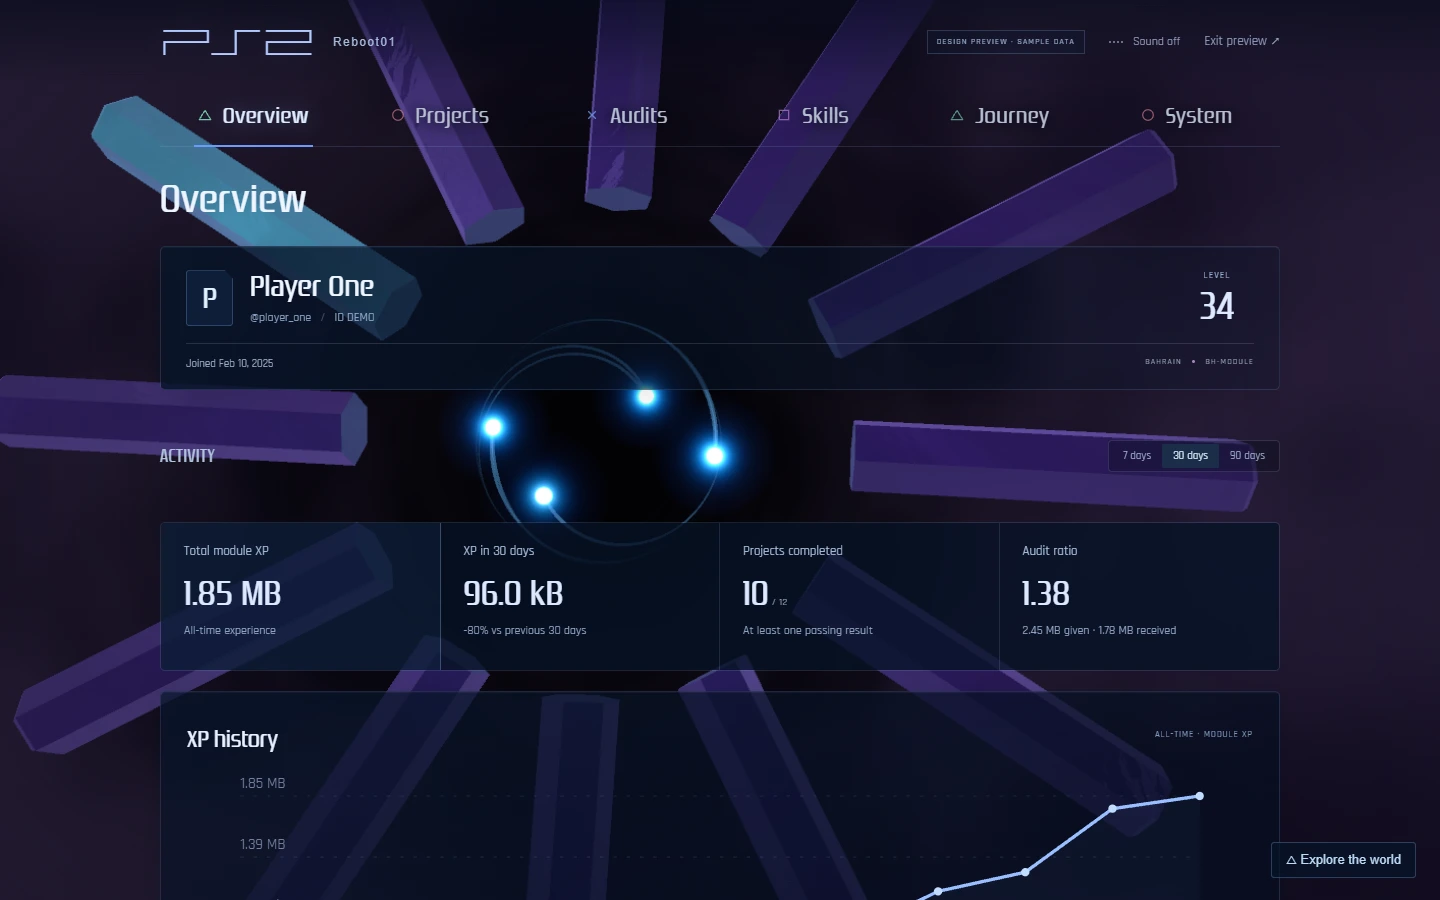 PS2 Reboot01
DESIGN PREVIEW · SAMPLE DATA
Sound off
Exit preview ↗
△ Overview
○ Projects
× Audits
□ Skills
△ Journey
○ System
Overview
P
Player One
@player_one / ID DEMO
LEVEL
34
Joined Feb 10, 2025
BAHRAIN • BH-MODULE
ACTIVITY
7 days
30 days
90 days
Total module XP
1.85 MB
All-time experience
XP in 30 days
96.0 kB
-80% vs previous 30 days
Projects completed
10 / 12
At least one passing result
Audit ratio
1.38
2.45 MB given · 1.78 MB received
XP history
ALL-TIME · MODULE XP
1.85 MB
1.39 MB
△ Explore the world